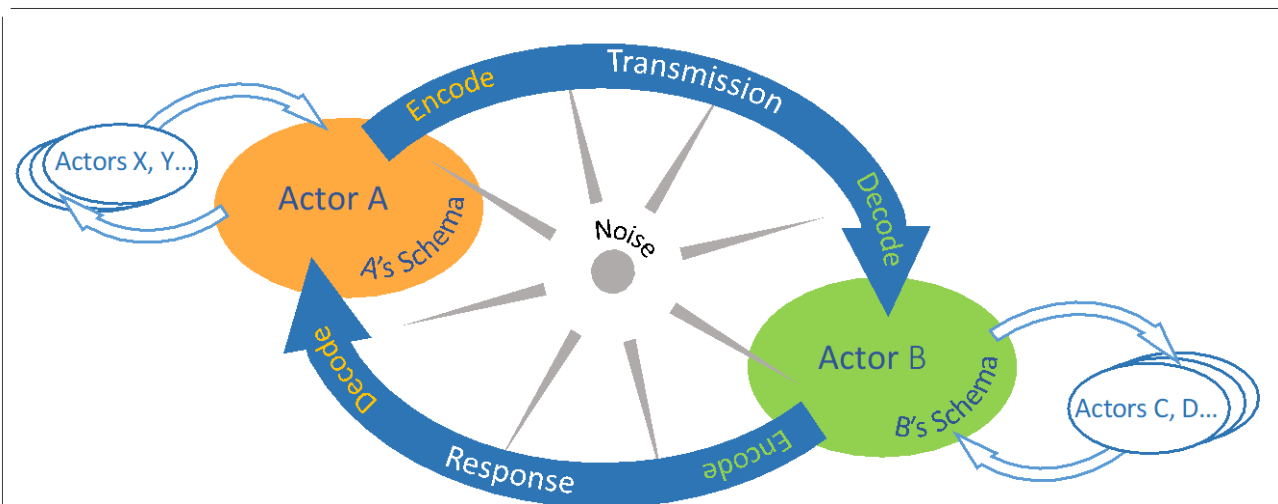 Encode
Transmission
Decode
Actors X, Y...
Actor A
A's Schema
Noise
Actor B
B's Schema
Actors C, D...
Encode
Response
Decode